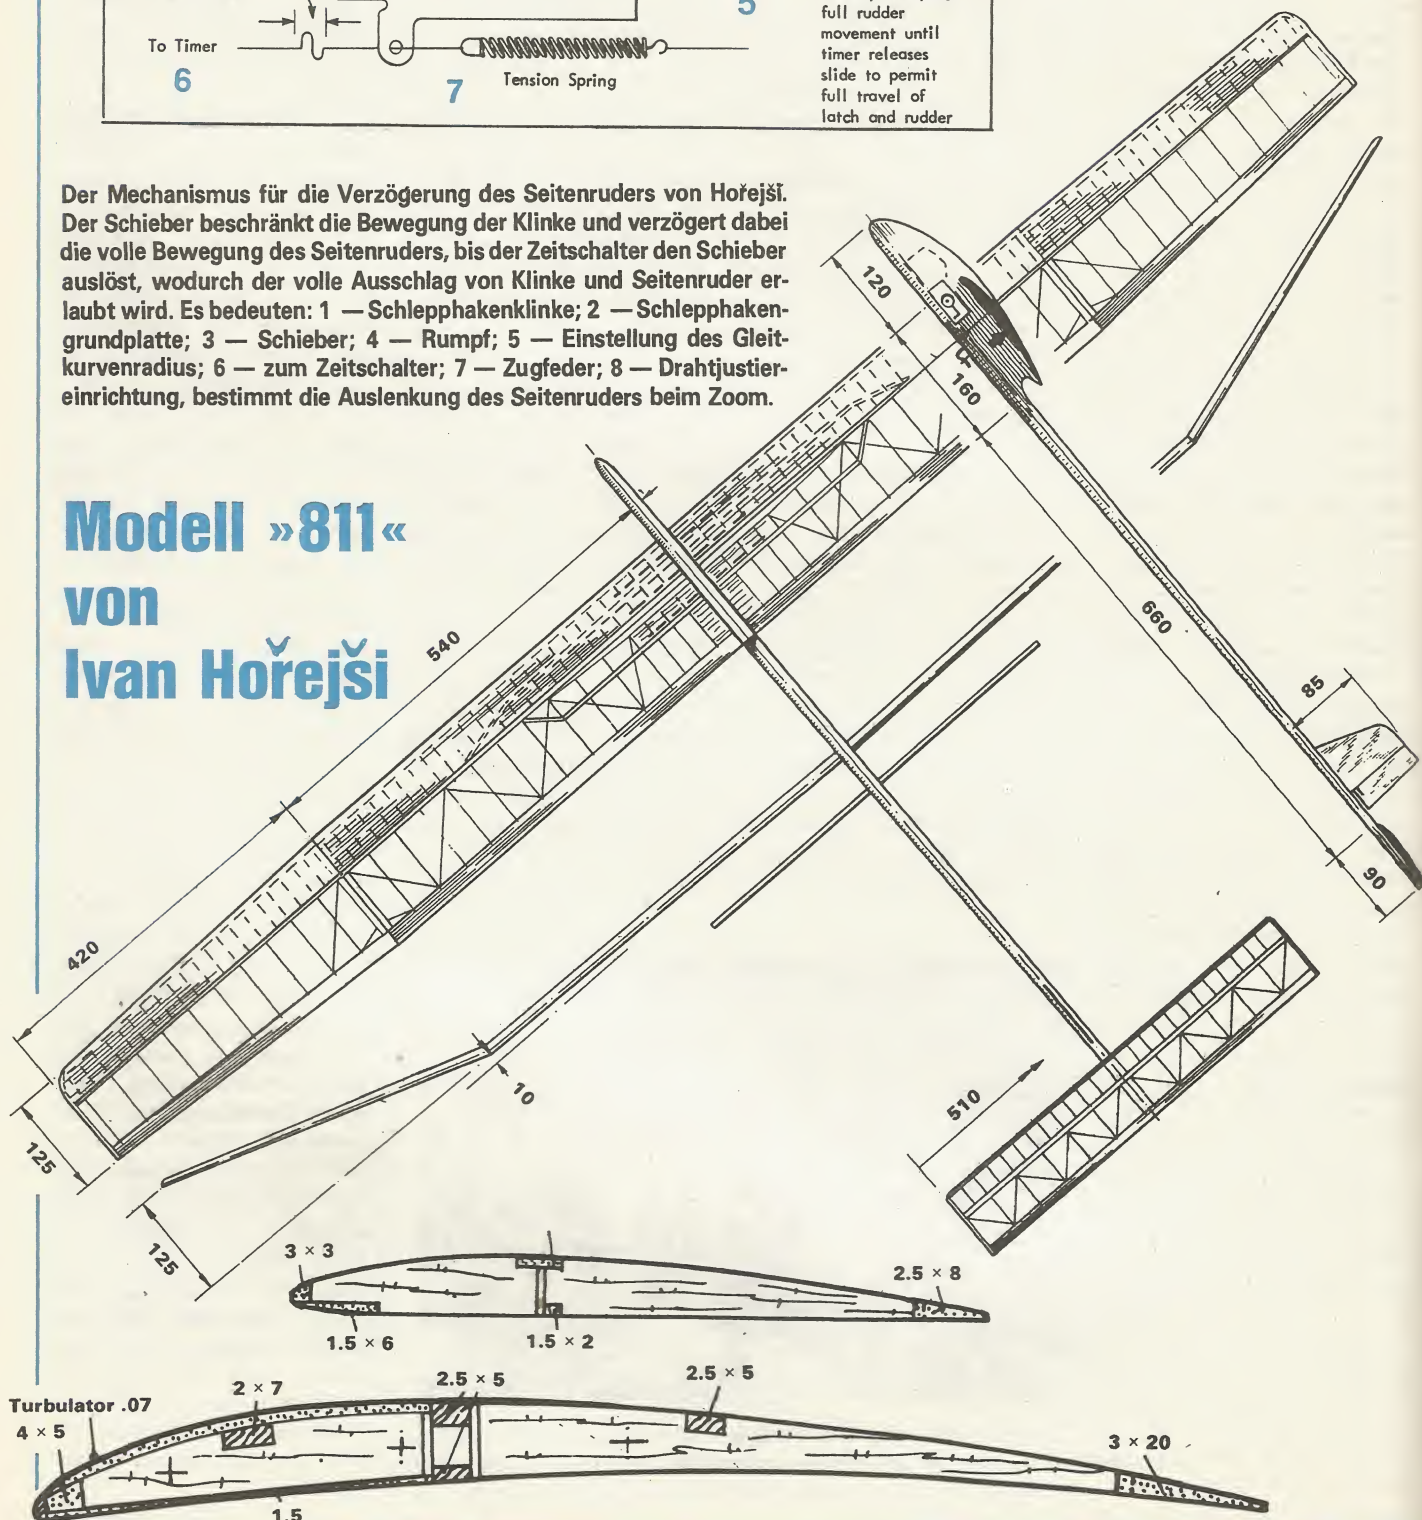 full rudder
movement until
timer releases
slide to permit
full travel of
latch and rudder
5
To Timer
6
7
Tension Spring
Der Mechanismus für die Verzögerung des Seitenruders von Hořejší.
Der Schieber beschränkt die Bewegung der Klinke und verzögert dabei
die volle Bewegung des Seitenruders, bis der Zeitschalter den Schieber
auslöst, wodurch der volle Ausschlag von Klinke und Seitenruder er-
laubt wird. Es bedeuten: 1 — Schlepphakenklinke; 2 — Schlepphaken-
grundplatte; 3 — Schieber; 4 — Rumpf; 5 — Einstellung des Gleit-
kurvenradius; 6 — zum Zeitschalter; 7 — Zugfeder; 8 — Drahtjustier-
einrichtung, bestimmt die Auslenkung des Seitenruders beim Zoom.
Modell »811«
von
Ivan Hořejši
120
160
660
85
90
540
420
125
10
125
510
3 × 3
2.5 × 8
1.5 × 6
1.5 × 2
2 × 7
2.5 × 5
2.5 × 5
Turbulator .07
4 × 5
3 × 20
1.5